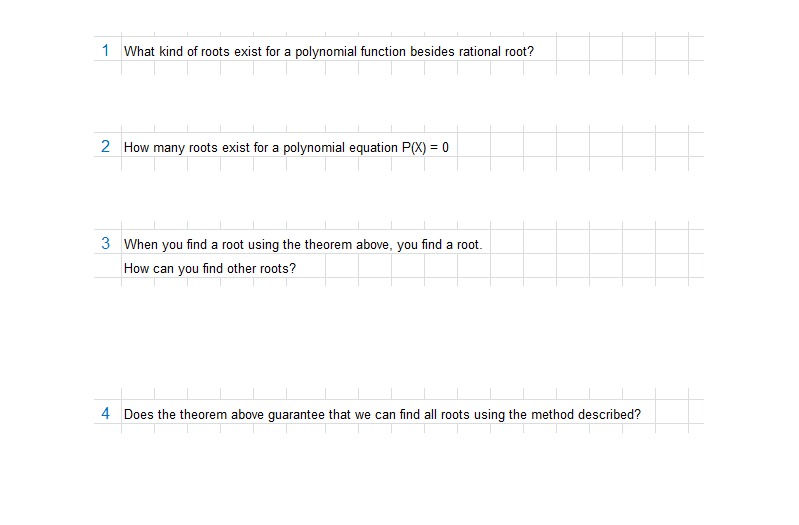 1 What kind of roots exist for a polynomial function besides rational root?
2 How many roots exist for a polynomial equation P(X) = 0
3 When you find a root using the theorem above, you find a root.
How can you find other roots?
4 Does the theorem above guarantee that we can find all roots using the method described?